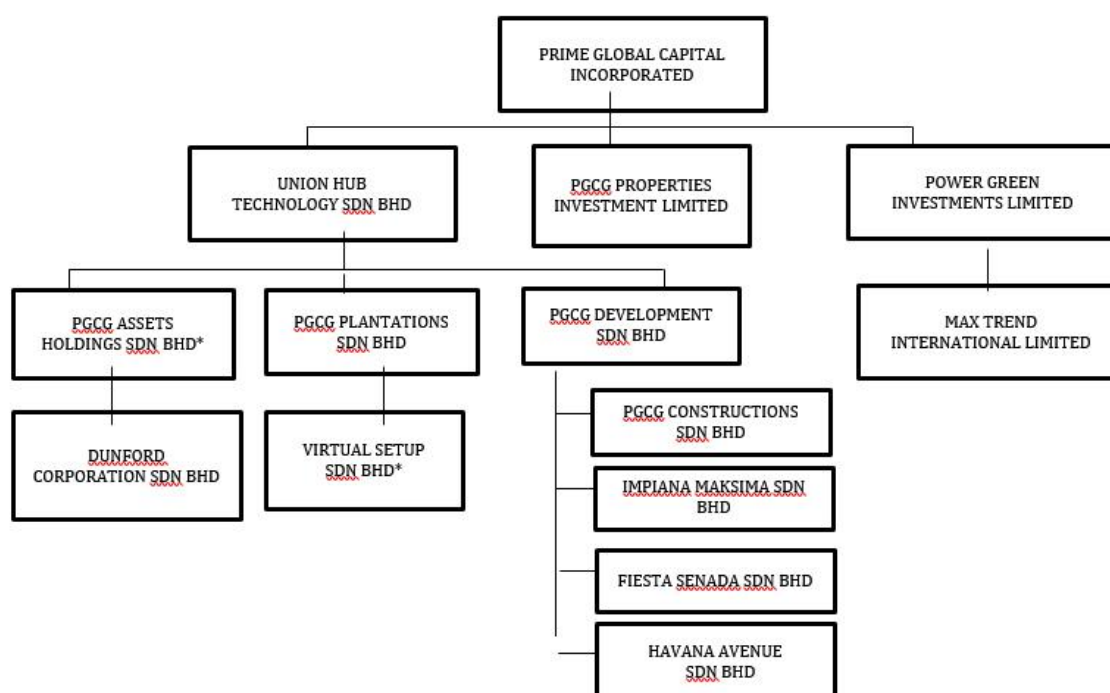 PRIME GLOBAL CAPITAL
INCORPORATED
UNION HUB
TECHNOLOGY SDN BHD
PGCG PROPERTIES
INVESTMENT LIMITED
POWER GREEN
INVESTMENTS LIMITED
PGCG ASSETS
HOLDINGS SDN BHD*
PGCG PLANTATIONS
SDN BHD
PGCG DEVELOPMENT
SDN BHD
MAX TREND
INTERNATIONAL LIMITED
DUNFORD
CORPORATION SDN BHD
VIRTUAL SETUP
SDN BHD*
PGCG CONSTRUCTIONS
SDN BHD
IMPIANA MAKSIMA SDN
BHD
FIESTA SENADA SDN BHD
HAVANA AVENUE
SDN BHD